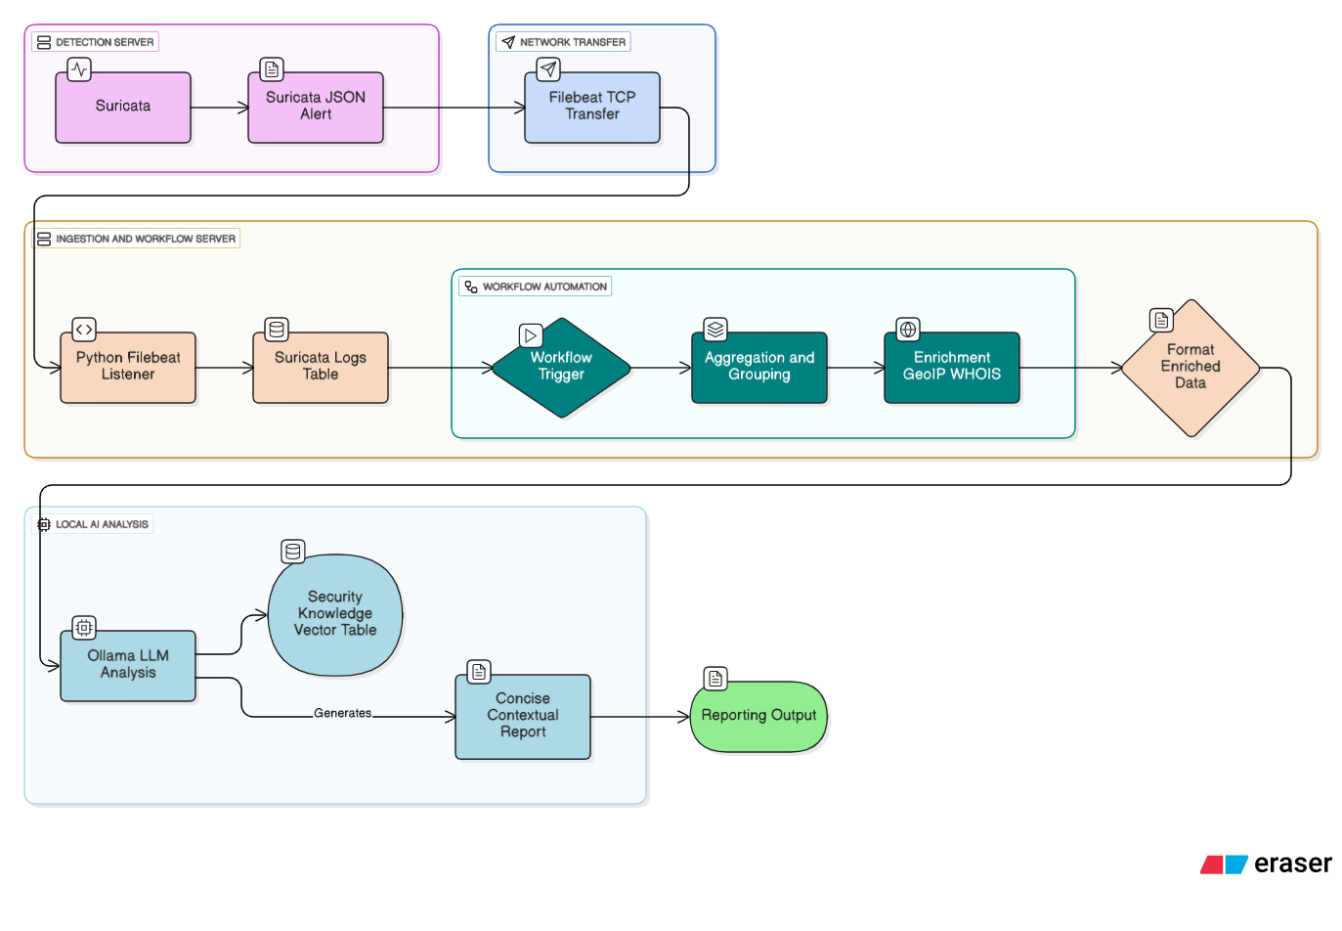 DETECTION SERVER
NETWORK TRANSFER
Suricata
Suricata JSON
Alert
Filebeat TCP
Transfer
INGESTION AND WORKFLOW SERVER
WORKFLOW AUTOMATION
Python Filebeat
Listener
Suricata Logs
Table
Workflow
Trigger
Aggregation and
Grouping
Enrichment
GeoIP WHOIS
Format
Enriched
Data
LOCAL AI ANALYSIS
Security
Knowledge
Vector Table
Ollama LLM
Analysis
Generates
Concise
Contextual
Report
Reporting Output
eraser